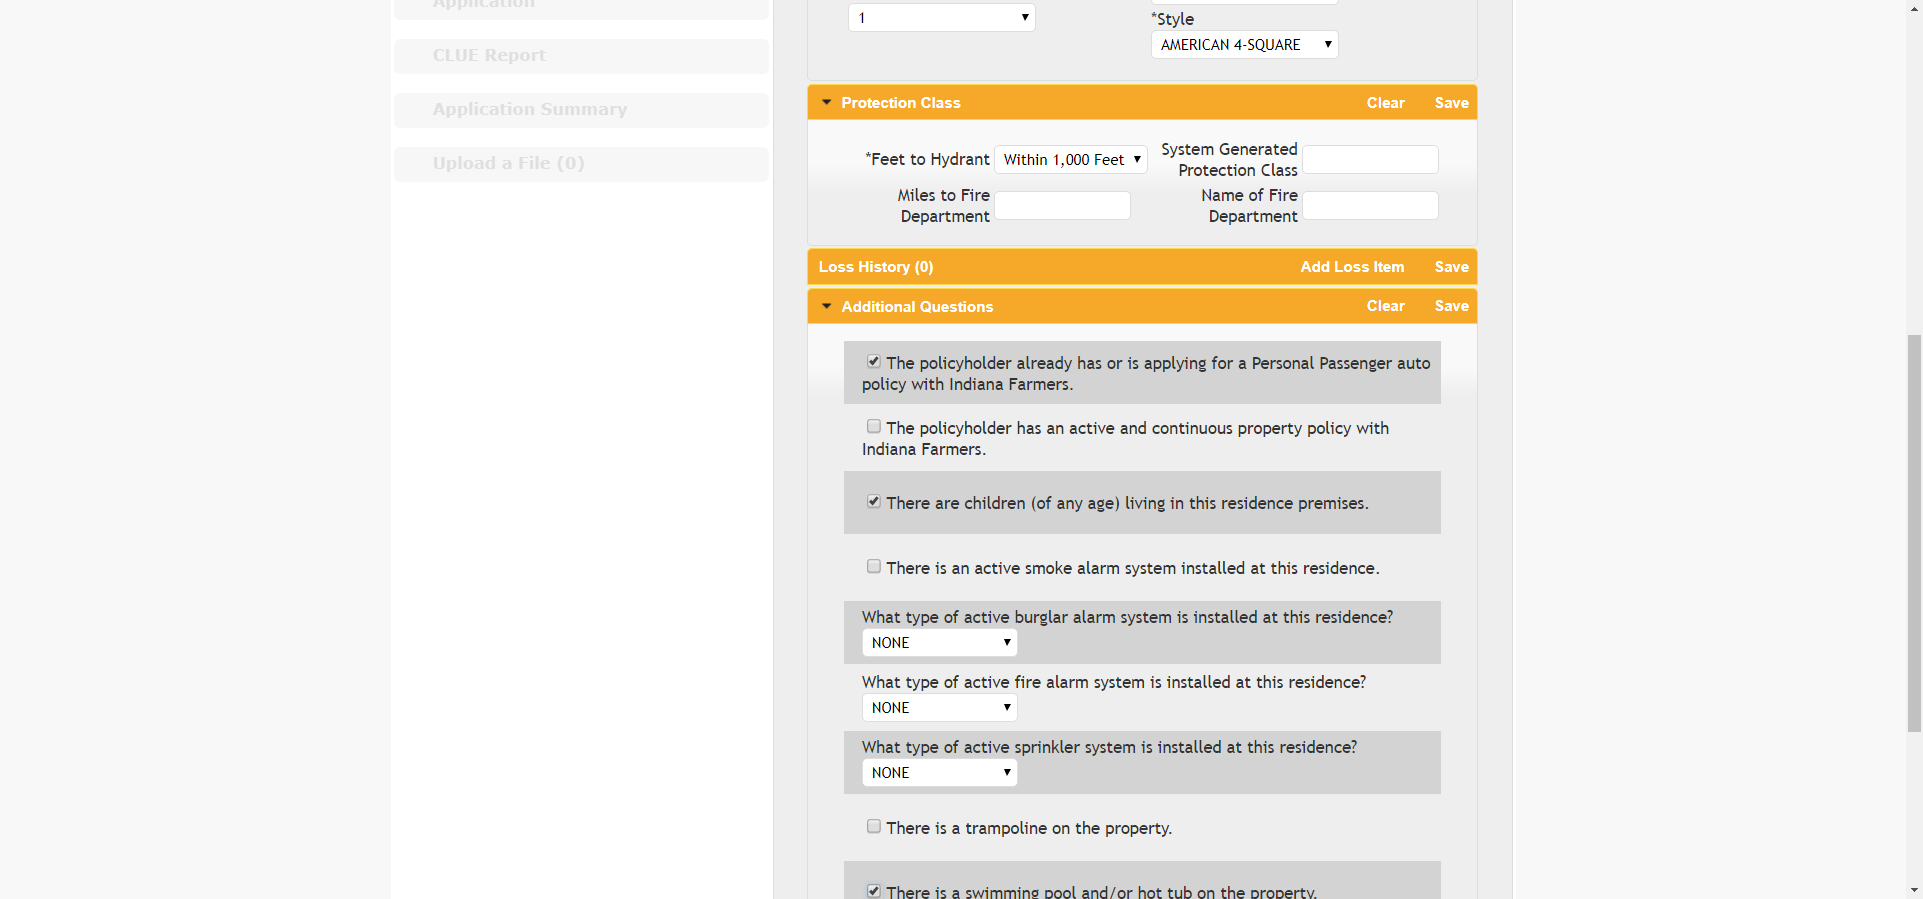 Application
CLUE Report
Application Summary
Upload a File (0)
1
*Style
AMERICAN 4-SQUARE
Protection Class Clear Save
*Feet to Hydrant Within 1,000 Feet
System Generated
Protection Class
Miles to Fire
Department
Name of Fire
Department
Loss History (0) Add Loss Item Save
Additional Questions Clear Save
The policyholder already has or is applying for a Personal Passenger auto
policy with Indiana Farmers.
The policyholder has an active and continuous property policy with
Indiana Farmers.
There are children (of any age) living in this residence premises.
There is an active smoke alarm system installed at this residence.
What type of active burglar alarm system is installed at this residence?
NONE
What type of active fire alarm system is installed at this residence?
NONE
What type of active sprinkler system is installed at this residence?
NONE
There is a trampoline on the property.
There is a swimming pool and/or hot tub on the property.